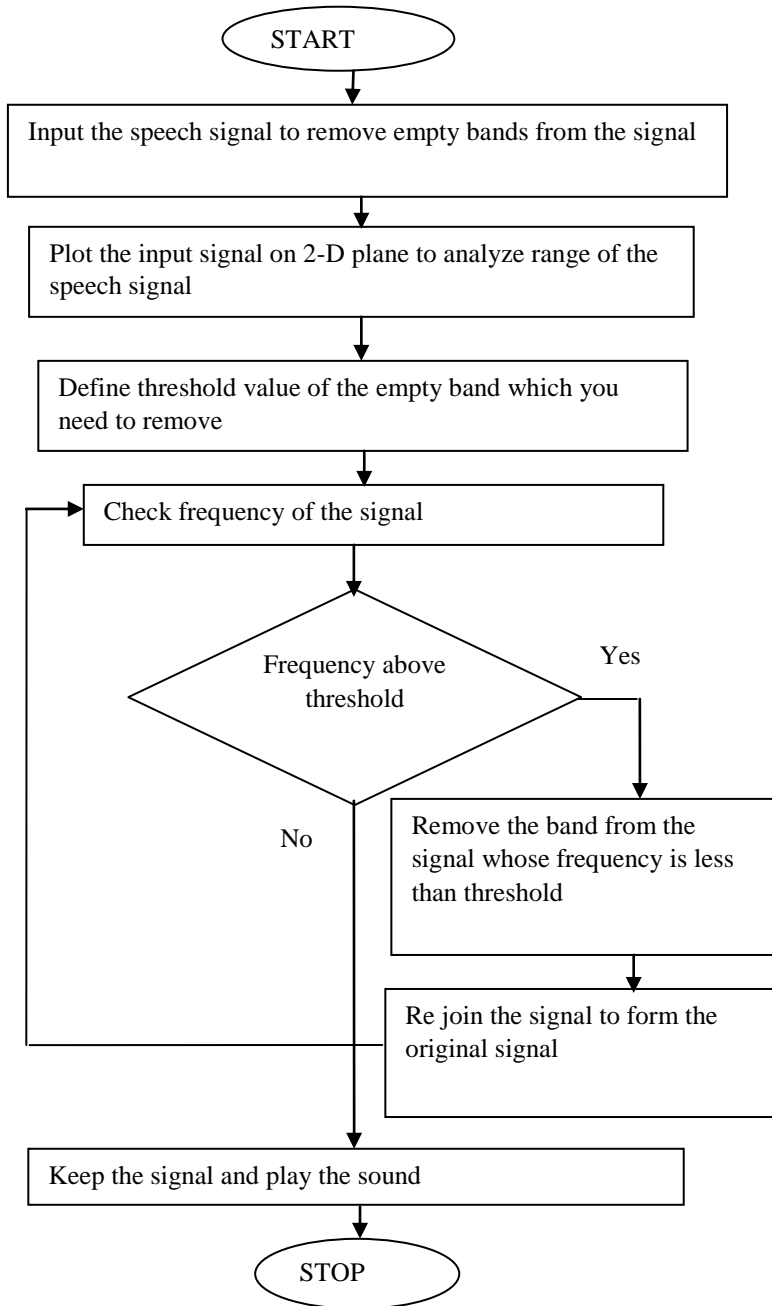 START
Input the speech signal to remove empty bands from the signal
Plot the input signal on 2-D plane to analyze range of the
speech signal
Define threshold value of the empty band which you
need to remove
Check frequency of the signal
Frequency above
threshold
Yes
No
Remove the band from the
signal whose frequency is less
than threshold
Re join the signal to form the
original signal
Keep the signal and play the sound
STOP